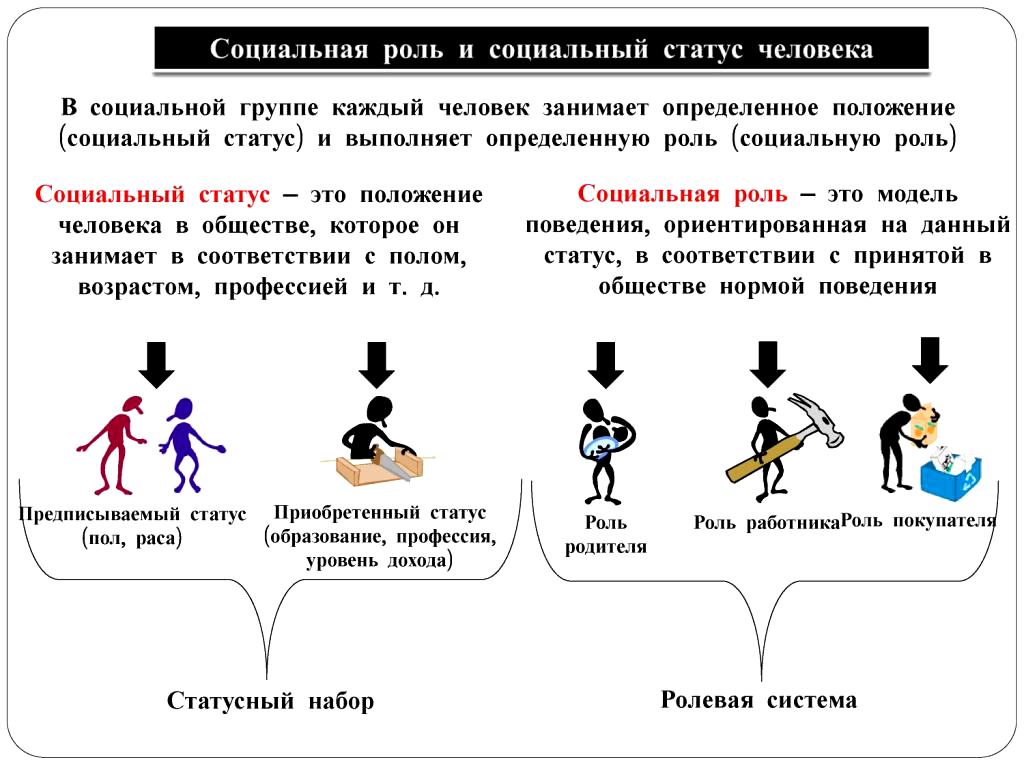 Социальная роль и социальный статус человека
В социальной группе каждый человек занимает определенное положение
(социальный статус) и выполняет определенную роль (социальную роль)
Социальный статус – это положение
человека в обществе, которое он
занимает в соответствии с полом,
возрастом, профессией и т. д.
Социальная роль – это модель
поведения, ориентированная на данный
статус, в соответствии с принятой в
обществе нормой поведения
Предписываемый статус
(пол, раса)
Приобретенный статус
(образование, профессия,
уровень дохода)
Роль
родителя
Роль работника
Роль покупателя
Статусный набор
Ролевая система